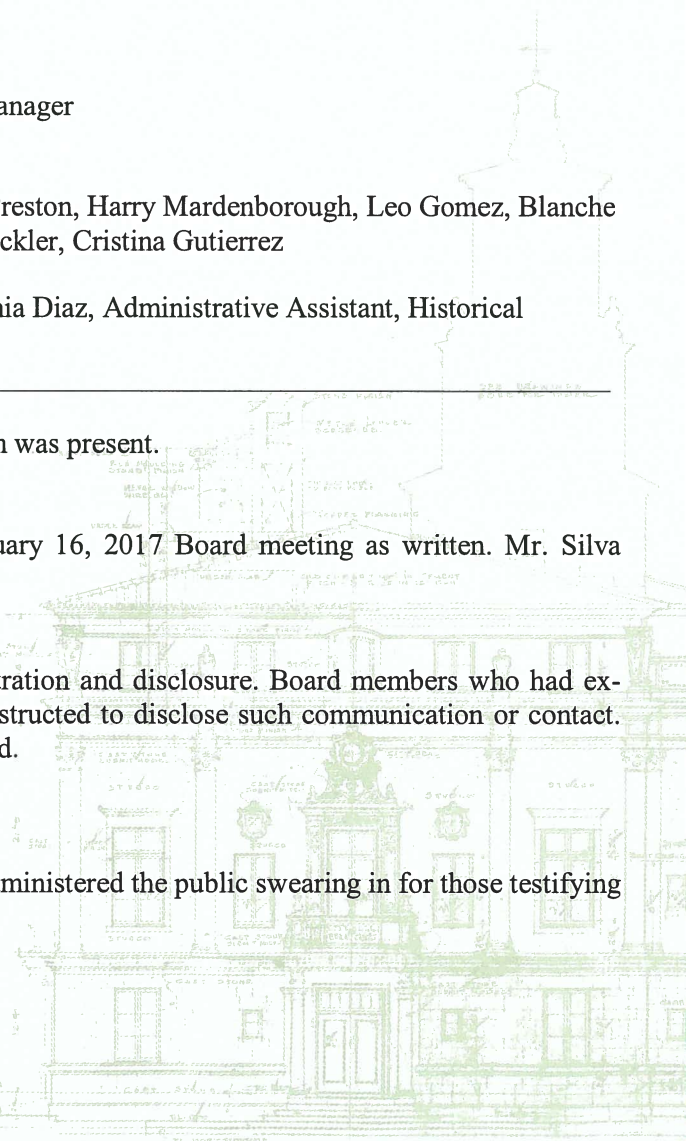 anager
reston, Harry Mardenborough, Leo Gomez, Blanche
ckler, Cristina Gutierrez
nia Diaz, Administrative Assistant, Historical
n was present.
uary 16, 2017 Board meeting as written. Mr. Silva
ration and disclosure. Board members who had ex-
structed to disclose such communication or contact.
d.
ministered the public swearing in for those testifying